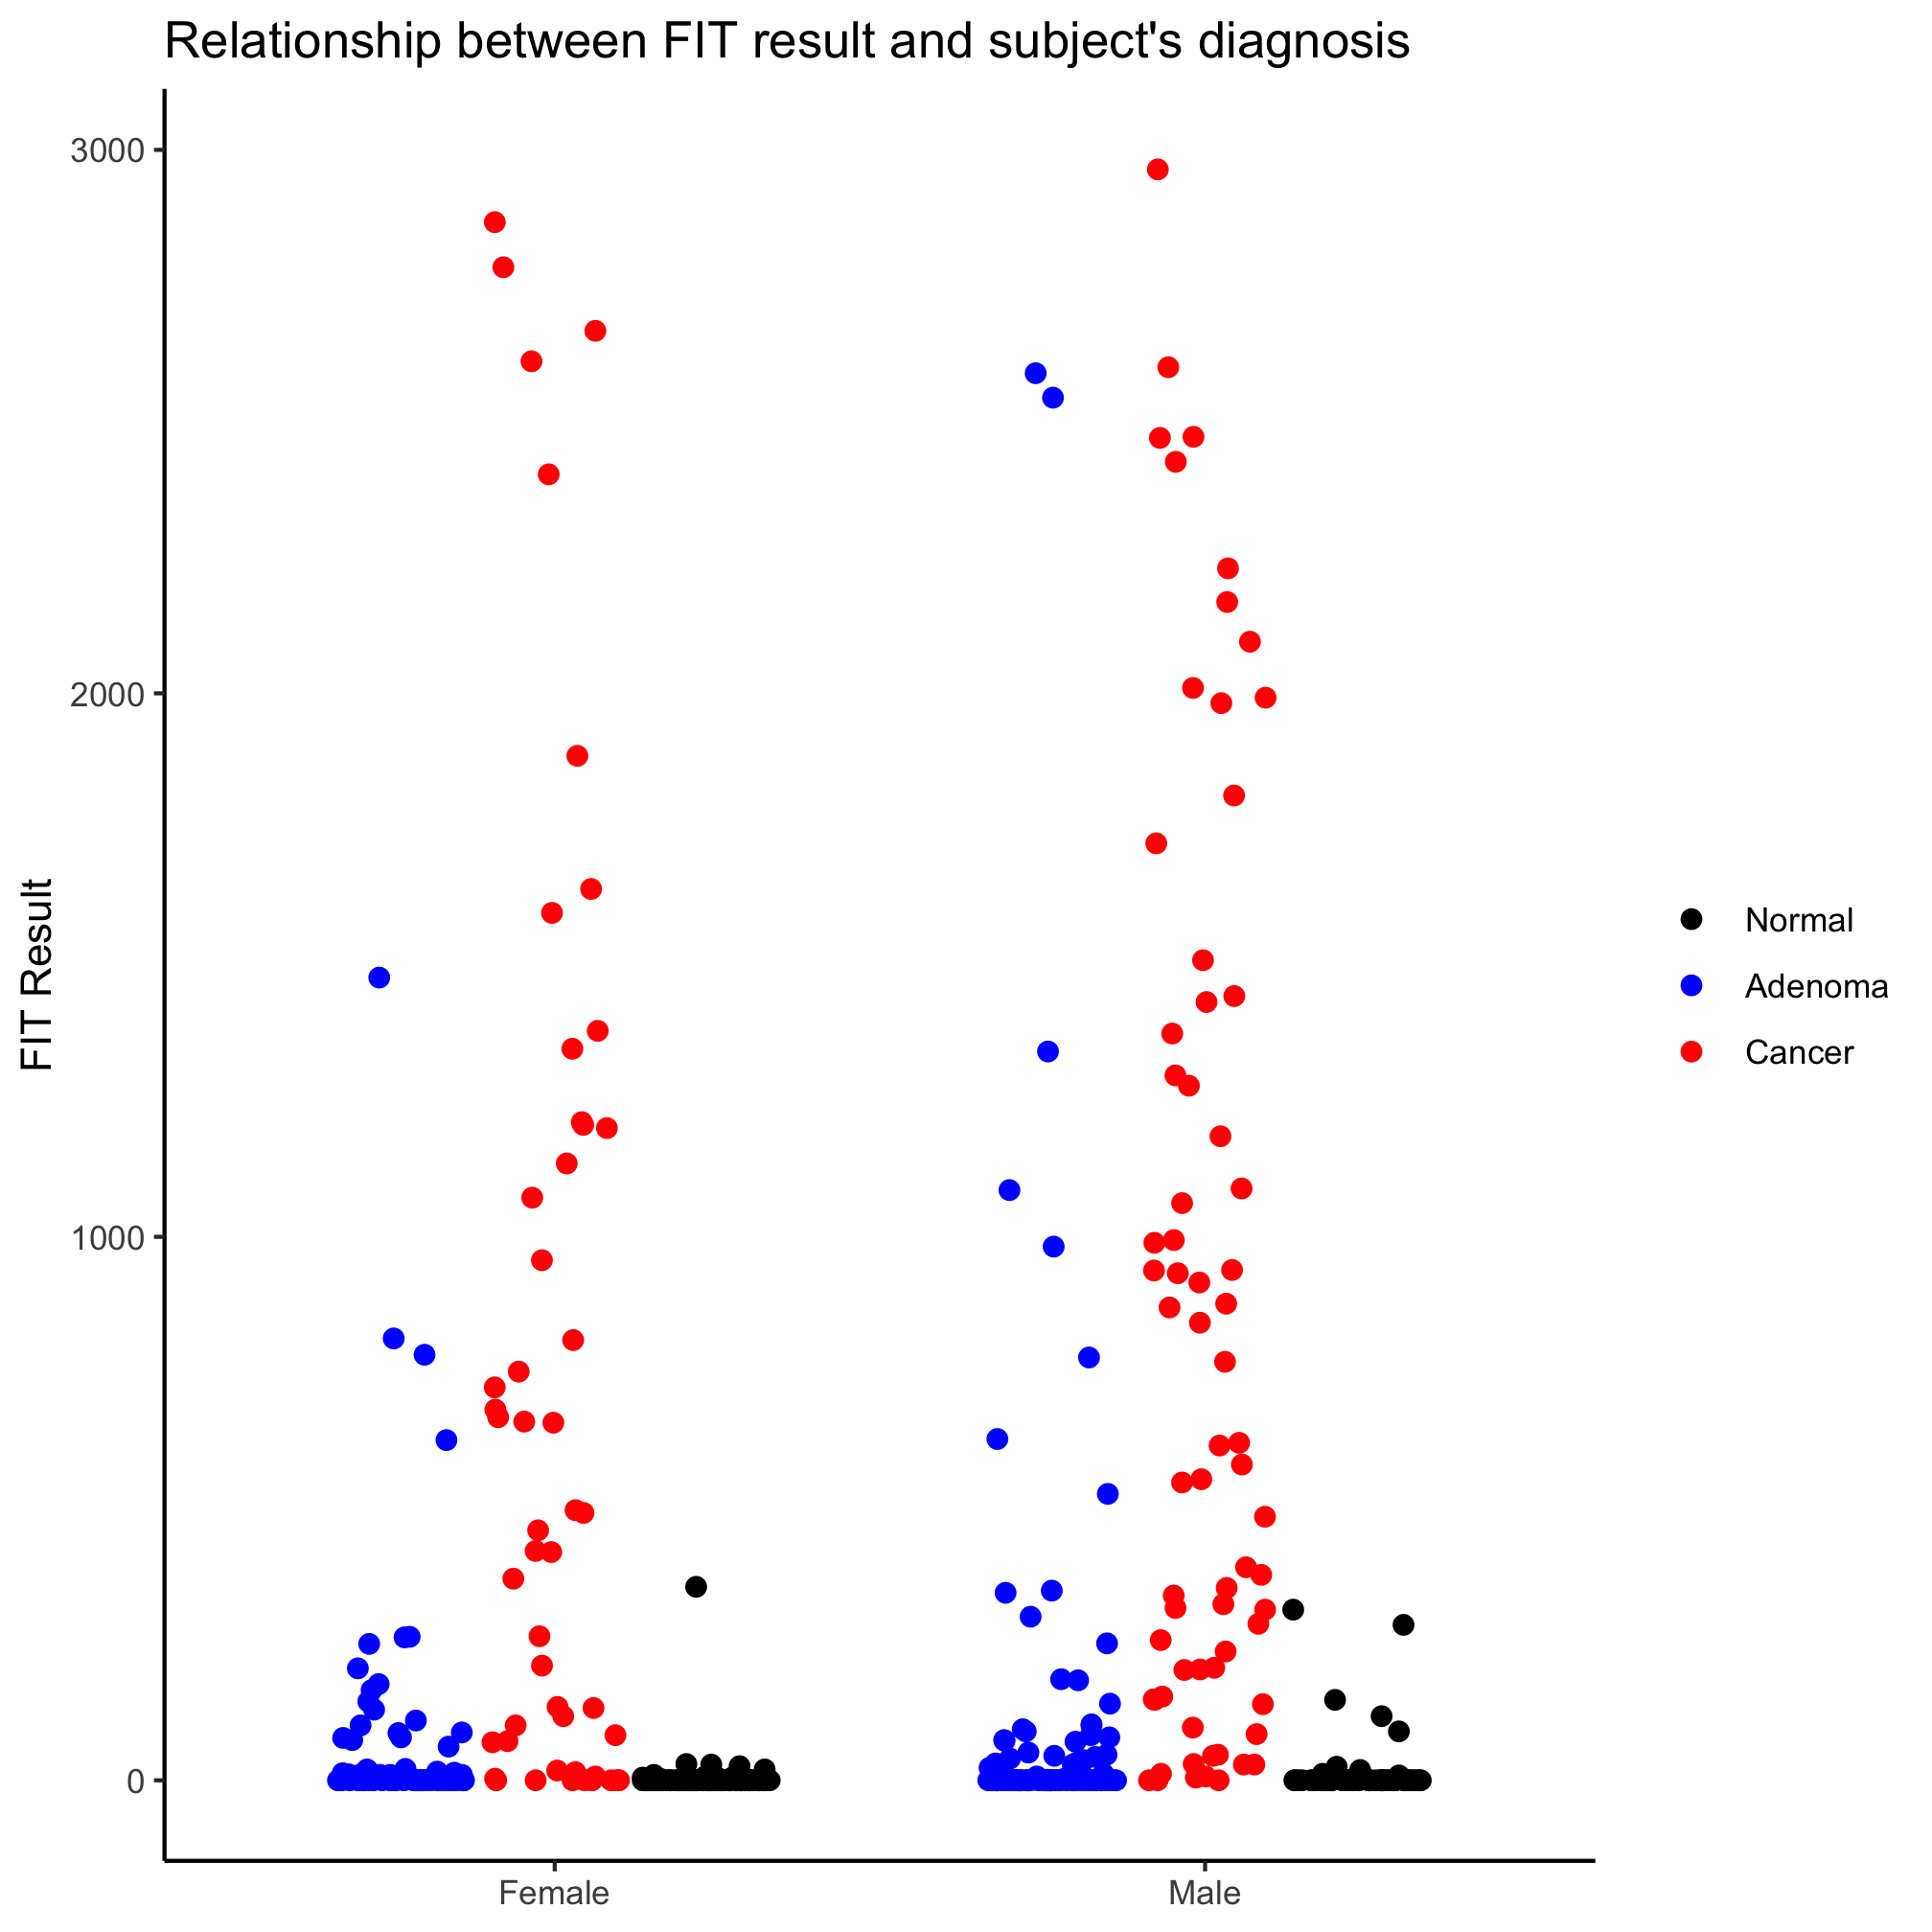 Relationship between FIT result and subject's diagnosis
3000
2000
1000
0
FIT Result
Female
Male
Normal
Adenoma
Cancer